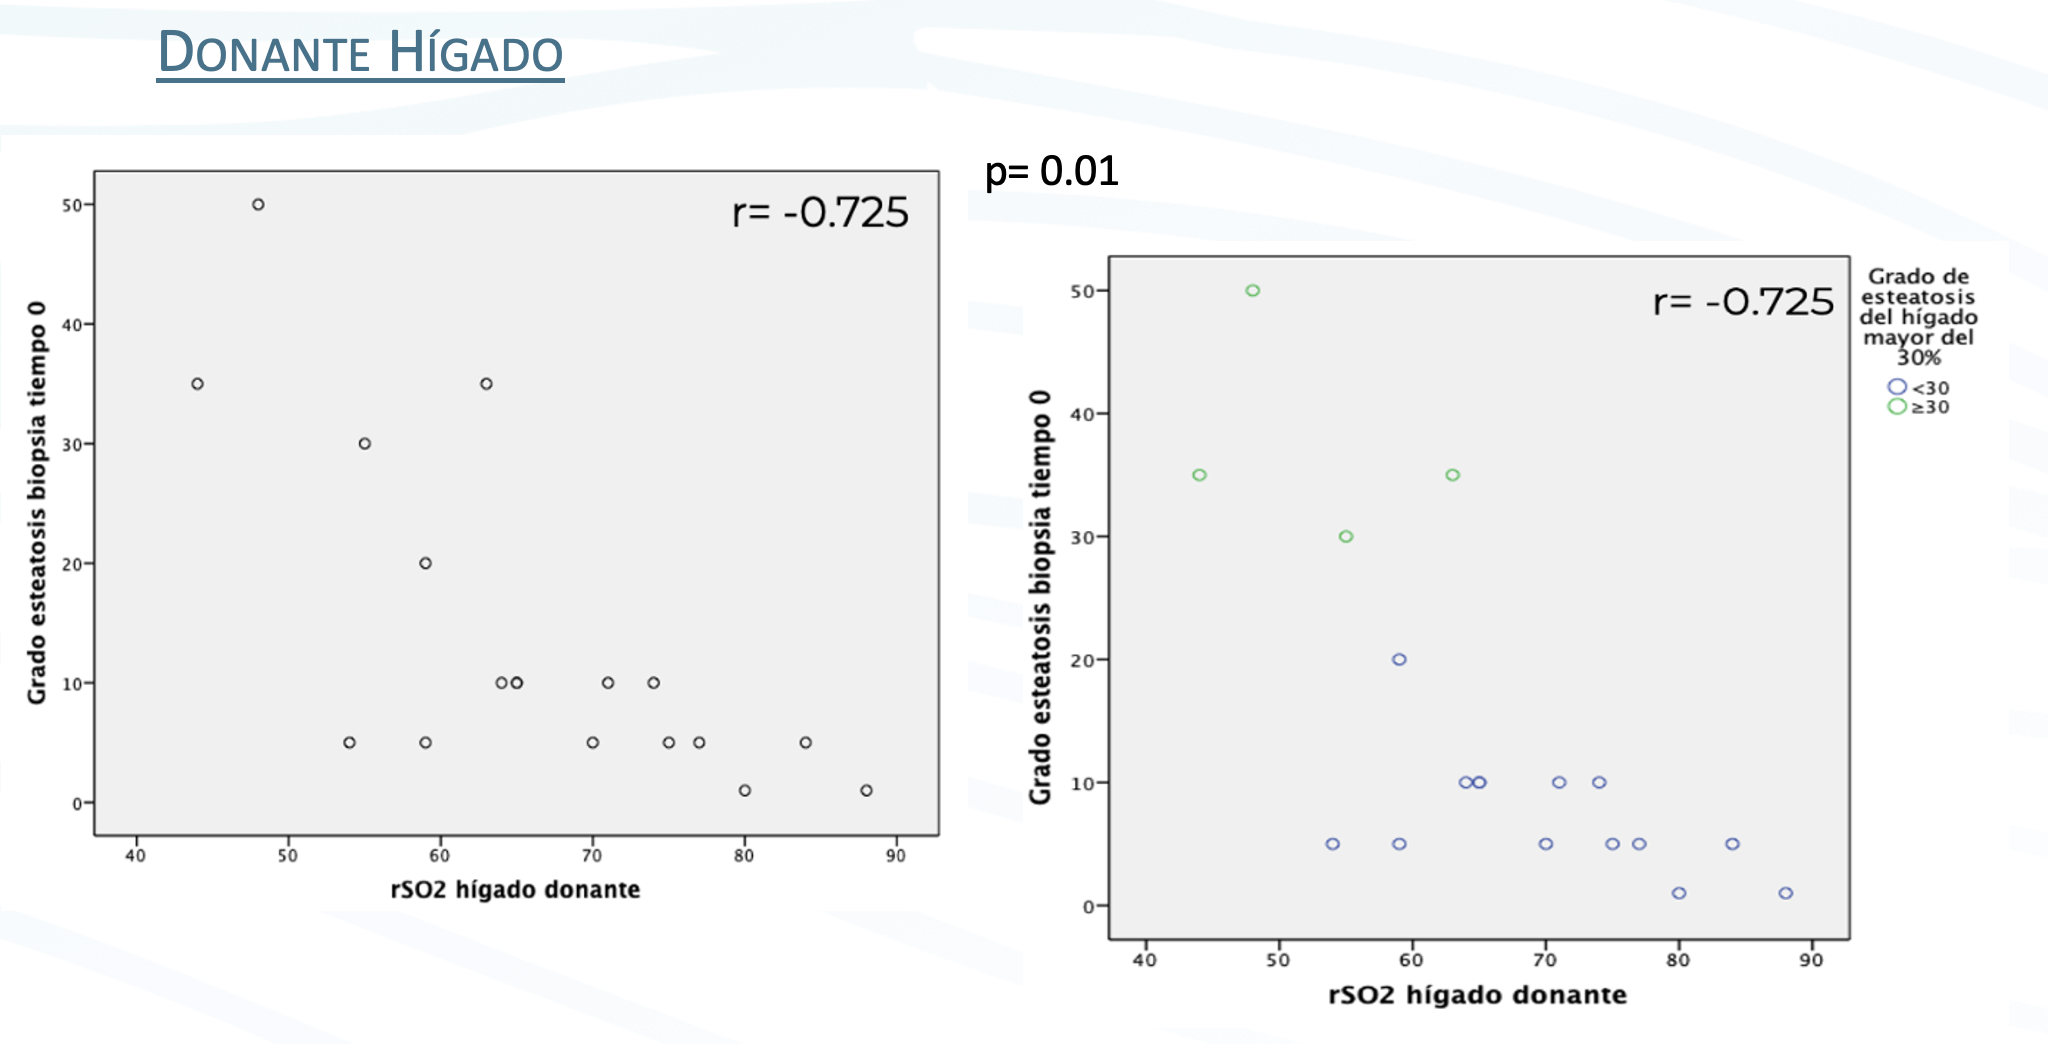 DONANTE HÍGADO
p= 0.01
r= -0.725
50
40
30
20
10
0
Grado esteatosis biopsia tiempo 0
40 50 60 70 80 90
rSO2 hígado donante
r= -0.725
50
40
30
20
10
0
Grado esteatosis biopsia tiempo 0
40 50 60 70 80 90
rSO2 hígado donante
Grado de
esteatosis
del hígado
mayor del
30%
<30
≥30